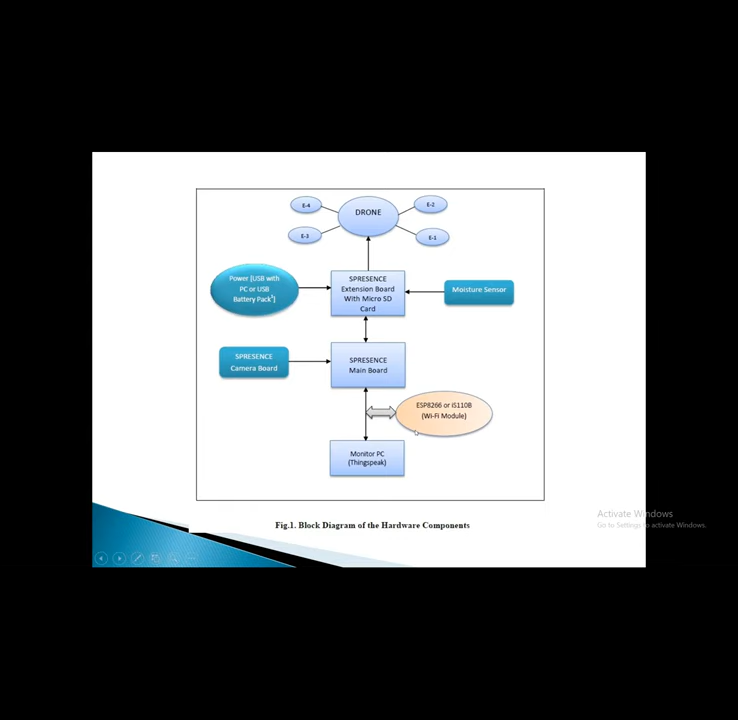 E-4
DRONE
E-2
E-3
E-1
Power [USB with
PC or USB
Battery Pack¹]
SPRESENCE
Extension Board
With Micro SD
Card
Moisture Sensor
SPRESENCE
Camera Board
SPRESENCE
Main Board
ESP8266 or iS110B
(Wi-Fi Module)
Monitor PC
(Thingspeak)
Fig.1. Block Diagram of the Hardware Components
Activate Windows
Go to Settings to activate Windows.